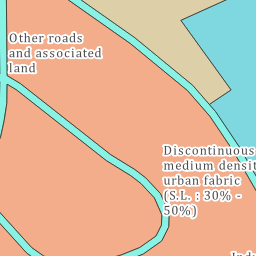 Other roads
and associated
land
Discontinuous
medium densit
urban fabric
(S.L. : 30% -
50%)